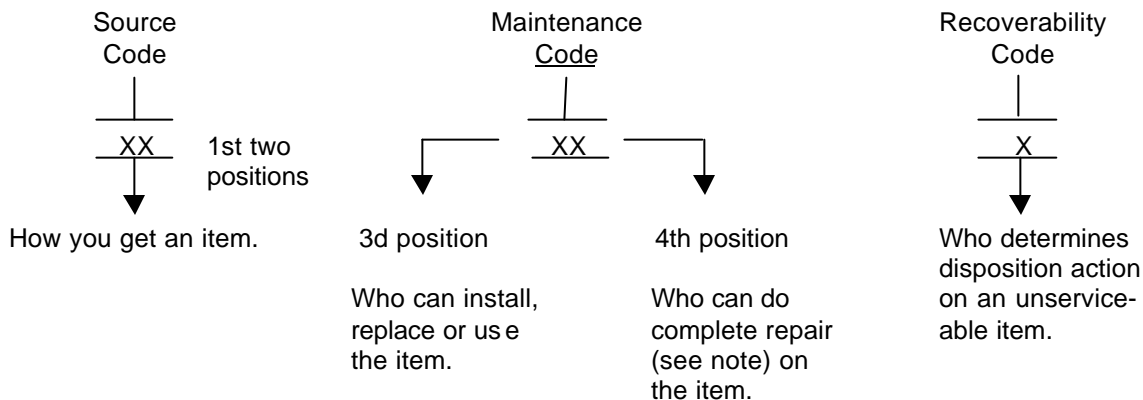 Source
Code
XX
1st two
positions
How you get an item.
Maintenance
Code
XX
3d position
Who can install,
replace or us e
the item.
4th position
Who can do
complete repair
(see note) on
the item.
Recoverability
Code
X
Who determines
disposition action
on an unservice-
able item.